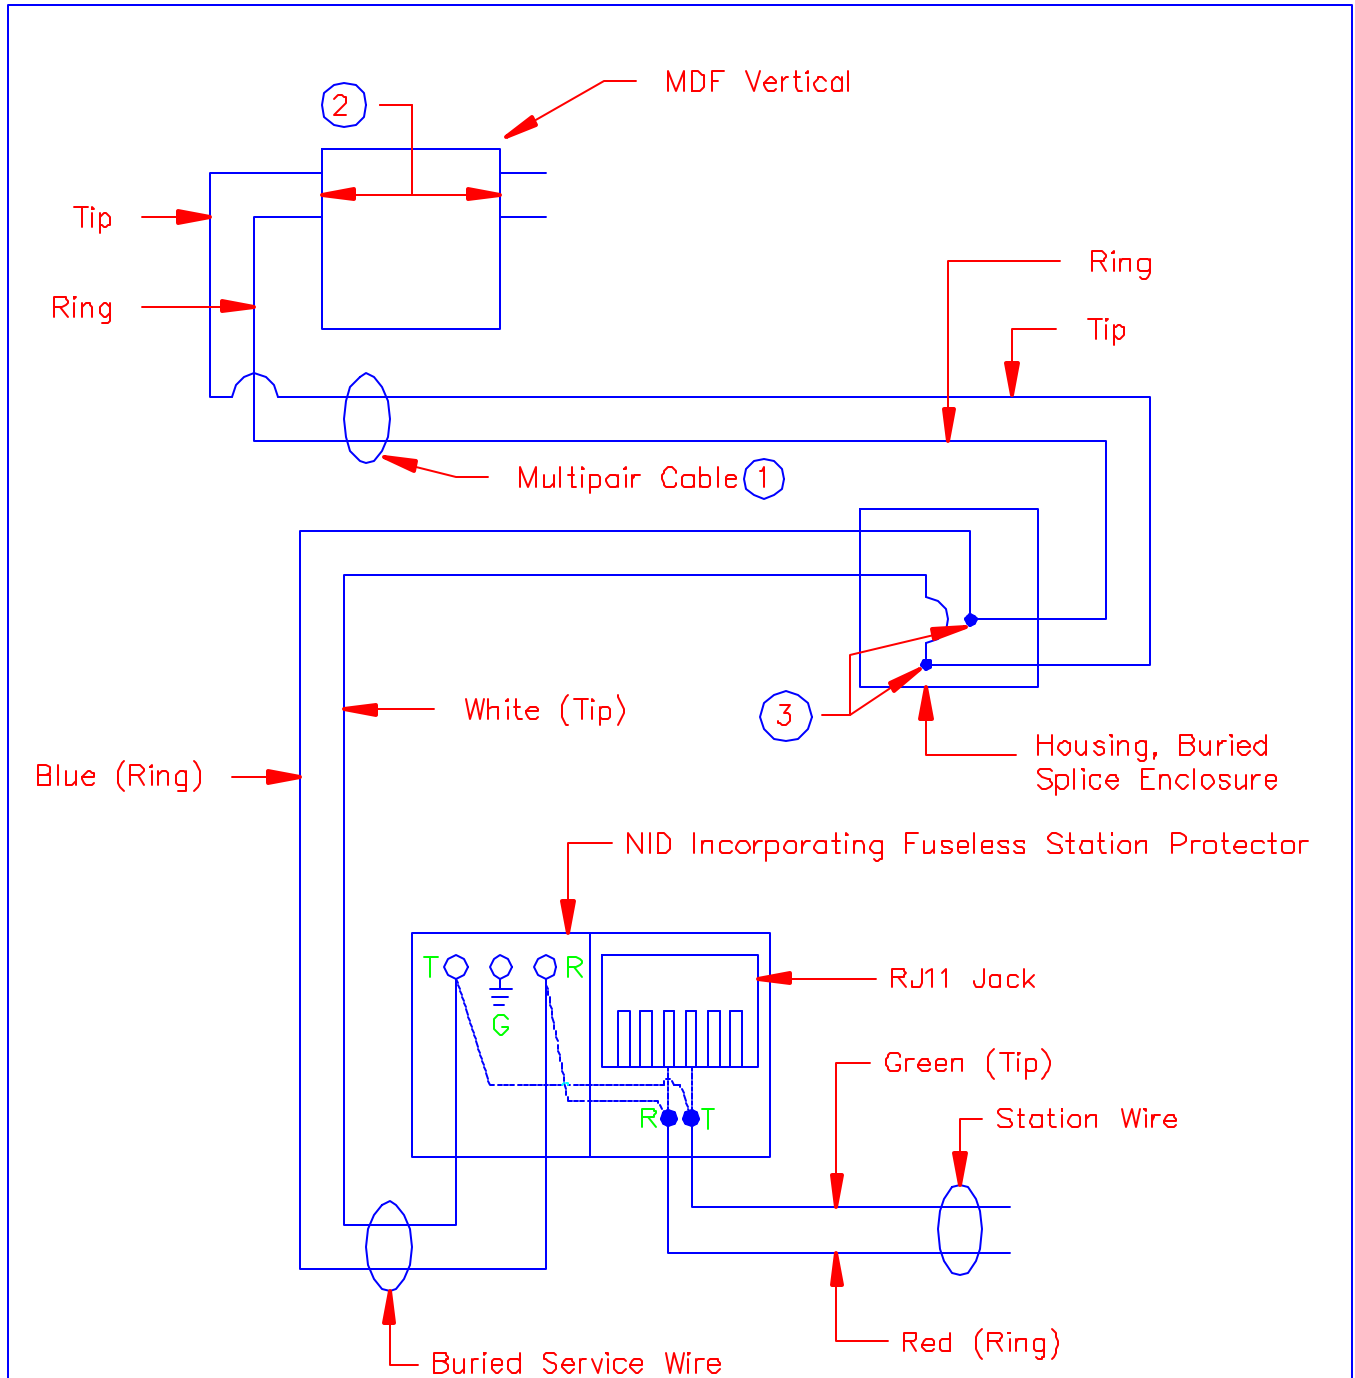 MDF Vertical
2
Tip
Ring
Ring
Tip
Multipair Cable 1
White (Tip)
3
Housing, Buried
Splice Enclosure
Blue (Ring)
NID Incorporating Fuseless Station Protector
T
R
G
RJ11 Jack
Green (Tip)
R T
Station Wire
Red (Ring)
Buried Service Wire